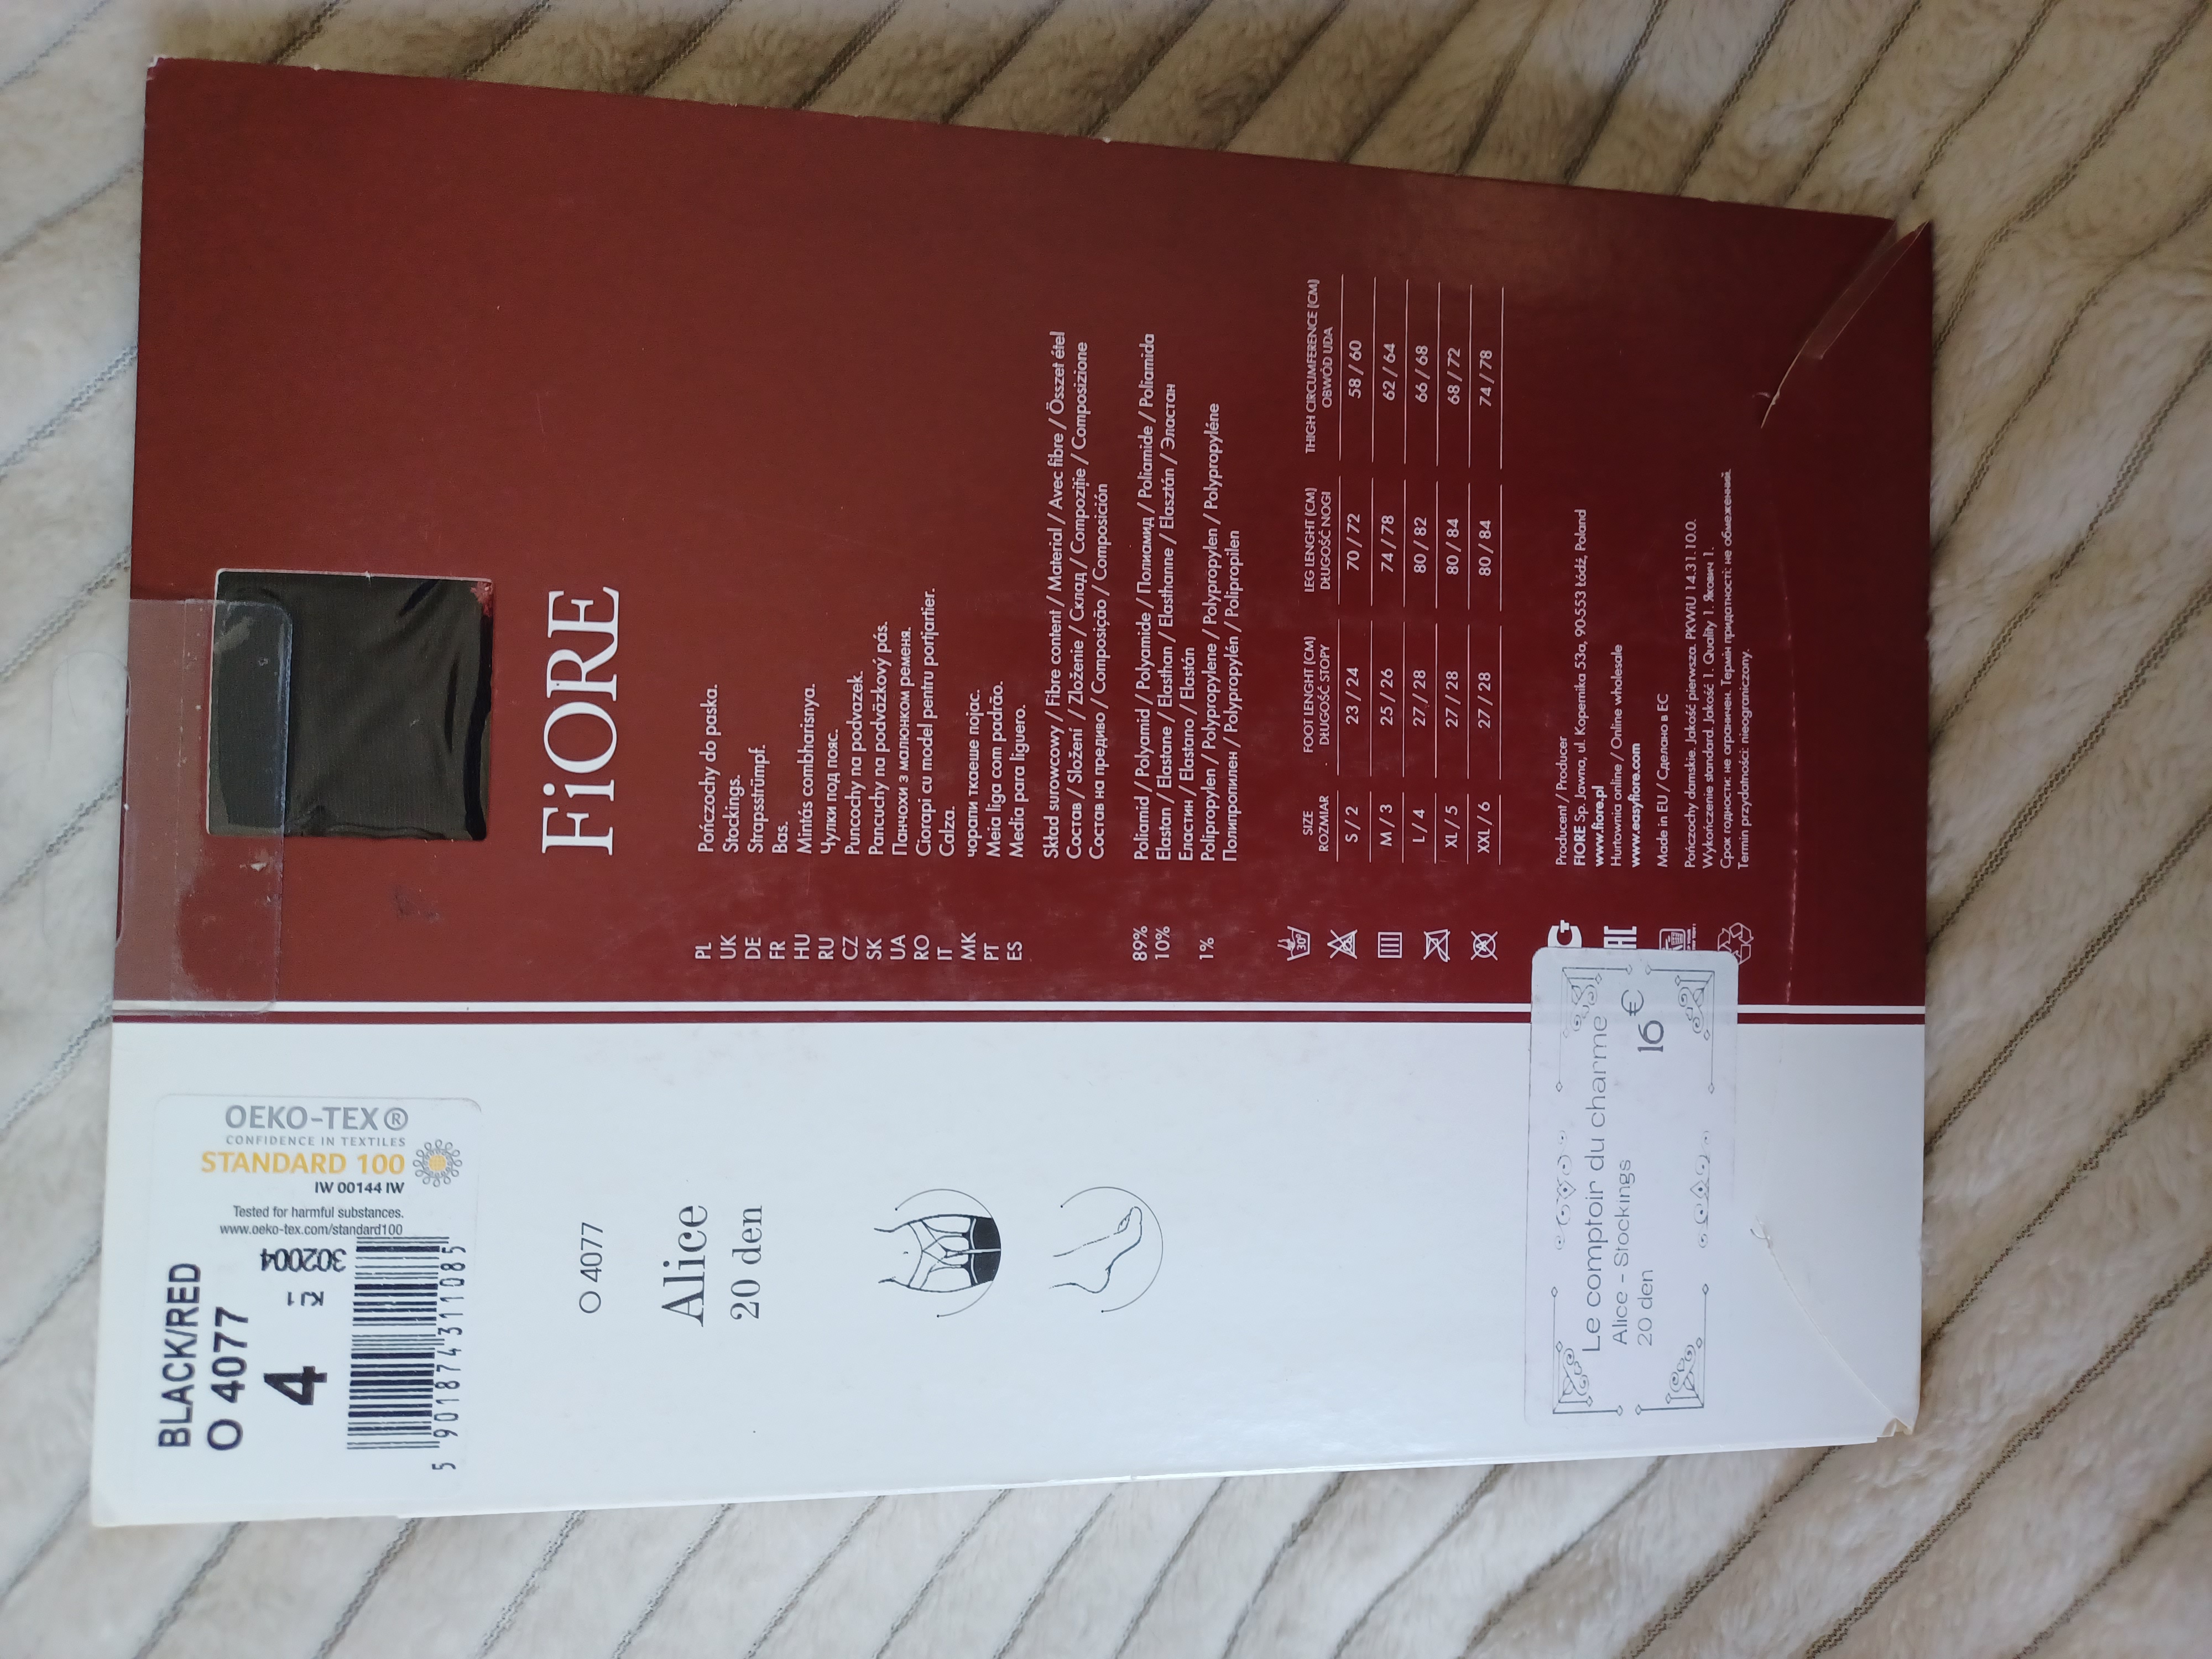 BLACK/RED
O 4077
4
302004
OEKO-TEX®
CONFIDENCE IN TEXTILES
STANDARD 100
IW 00144 IW
Tested for harmful substances.
www.oeko-tex.com/standard100
5 901874 311085
O 4077
Alice
20 den
Le comptoir du charme
Alice - Stockings
20 den
16 €
FiORE
PL Pończochy do paska.
UK Stockings.
DE Strapsstrümpf.
FR Bas.
HU Mintás combharisnya.
RU Чулки под пояс.
CZ Puncochy na podvazek.
SK Pancuchy na podväzkový pás.
UA Панчохи з малюнком ременя.
RO Ciorapi cu model pentru portjartier.
IT Calza.
MK чорапи ткаеше појас.
PT Meia liga com padrão.
ES Media para liguero.
Skład surowcowy / Fibre content / Material / Avec fibre / Összet étel
Состав / Složení / Zloženie / Склад / Compoziție / Composizione
Состав на предиво / Composição / Composición
89% Poliamid / Polyamid / Polyamide / Полиамид / Poliamide / Poliamida
10% Elastan / Elastane / Elasthan / Elasthanne / Elasztán / Эластан
Еластин / Elastano / Elastán
1% Polipropylen / Polypropylene / Polypropylen / Polypropyléne
Полипропилен / Polypropylén / Polipropilen
30°
SIZE FOOT LENGHT (CM) LEG LENGHT (CM) THIGH CIRCUMFERENCE (CM)
ROZMIAR DŁUGOŚĆ STOPY DŁUGOŚĆ NOGI OBWÓD UDA
S / 2 23 / 24 70 / 72 58 / 60
M / 3 25 / 26 74 / 78 62 / 64
L / 4 27 / 28 80 / 82 66 / 68
XL / 5 27 / 28 80 / 84 68 / 72
XXL / 6 27 / 28 80 / 84 74 / 78
Producent / Producer
FIORE Sp. Jawna, ul. Kopernika 53a, 90-553 Łódź, Poland
www.fiore.pl
Hurtownia online / Online wholesale
www.easyfiore.com
Made in EU / Сделано в ЕС
Pończochy damskie. Jakość pierwsza. PKWiU 14.31.10.0.
Wykończenie standard. Jakość 1. Quality 1. Якович 1.
Срок годности: не ограничен. Термін придатності: не обмежений.
Termin przydatności: nieograniczony.